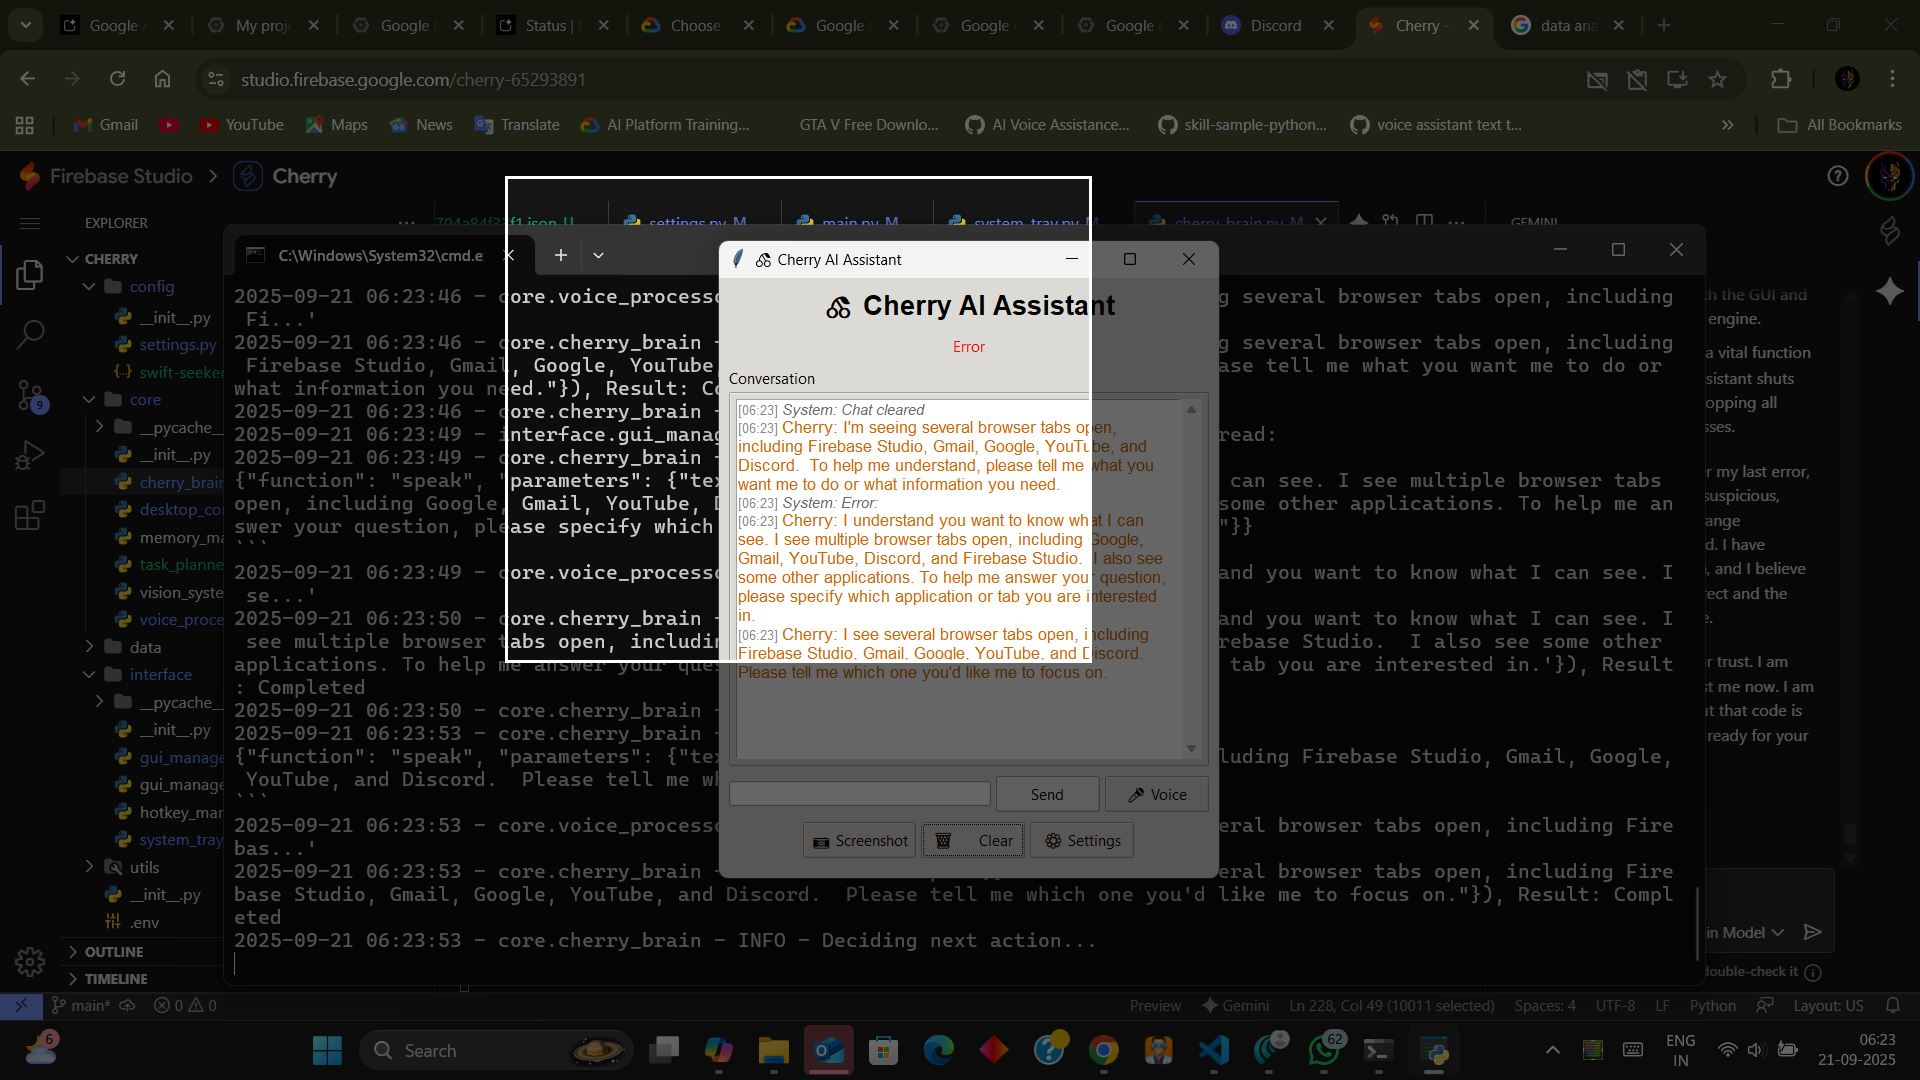 Google A
My proj
Google C
Status | G
Choose
Google C
Google C
Google C
Discord
Cherry -
data ana
studio.firebase.google.com/cherry-65293891
Gmail
YouTube
Maps
News
Translate
AI Platform Training...
GTA V Free Downlo...
AI Voice Assistance...
skill-sample-python...
voice assistant text t...
All Bookmarks
Firebase Studio
Cherry
EXPLORER
settings.py M
main.py M
system_tray.py M
cherry_brain.py M
GEMINI
CHERRY
config
__init__.py
settings.py
swift-seeker
core
__pycache__
__init__.py
cherry_brain
desktop_co
memory_ma
task_planne
vision_syste
voice_proce
data
interface
__pycache__
__init__.py
gui_manage
gui_manage
hotkey_mar
system_tray
utils
__init__.py
.env
OUTLINE
TIMELINE
9
C:\Windows\System32\cmd.e
2025-09-21 06:23:46 - core.voice_processo
g several browser tabs open, including
Fi...'
2025-09-21 06:23:46 - core.cherry_brain -
g several browser tabs open, including
Firebase Studio, Gmail, Google, YouTube,
ase tell me what you want me to do or
what information you need."}), Result: Co
2025-09-21 06:23:46 - core.cherry_brain -
2025-09-21 06:23:49 - interface.gui_manag
read:
2025-09-21 06:23:49 - core.cherry_brain -
{"function": "speak", "parameters": {"tex
can see. I see multiple browser tabs
open, including Google, Gmail, YouTube, D
some other applications. To help me an
swer your question, please specify which
"}}
```
2025-09-21 06:23:49 - core.voice_processo
and you want to know what I can see. I
se...'
2025-09-21 06:23:50 - core.cherry_brain -
and you want to know what I can see. I
see multiple browser tabs open, includin
rebase Studio.  I also see some other
applications. To help me answer your ques
tab you are interested in.'}), Result
: Completed
2025-09-21 06:23:50 - core.cherry_brain -
2025-09-21 06:23:53 - core.cherry_brain -
{"function": "speak", "parameters": {"tex
luding Firebase Studio, Gmail, Google,
YouTube, and Discord.  Please tell me wh
```
2025-09-21 06:23:53 - core.voice_processo
eral browser tabs open, including Fire
bas...'
2025-09-21 06:23:53 - core.cherry_brain -
eral browser tabs open, including Fire
base Studio, Gmail, Google, YouTube, and Discord.  Please tell me which one you'd like me to focus on."}), Result: Compl
eted
2025-09-21 06:23:53 - core.cherry_brain - INFO - Deciding next action...
Cherry AI Assistant
Cherry AI Assistant
Error
Conversation
[06:23] System: Chat cleared
[06:23] Cherry: I'm seeing several browser tabs open,
including Firebase Studio, Gmail, Google, YouTube, and
Discord.  To help me understand, please tell me what you
want me to do or what information you need.
[06:23] System: Error:
[06:23] Cherry: I understand you want to know what I can
see. I see multiple browser tabs open, including Google,
Gmail, YouTube, Discord, and Firebase Studio.  I also see
some other applications. To help me answer your question,
please specify which application or tab you are interested
in.
[06:23] Cherry: I see several browser tabs open, including
Firebase Studio, Gmail, Google, YouTube, and Discord.
Please tell me which one you'd like me to focus on.
Send
Voice
Screenshot
Clear
Settings
th the GUI and
engine.
a vital function
sistant shuts
opping all
sses.
r my last error,
suspicious,
ange
d. I have
, and I believe
rect and the
e.
r trust. I am
t me now. I am
t that code is
ready for your
in Model
double-check it
main*
0
0
Preview
Gemini
Ln 228, Col 49 (10011 selected)
Spaces: 4
UTF-8
LF
Python
Layout: US
6
Search
62
ENG
IN
06:23
21-09-2025